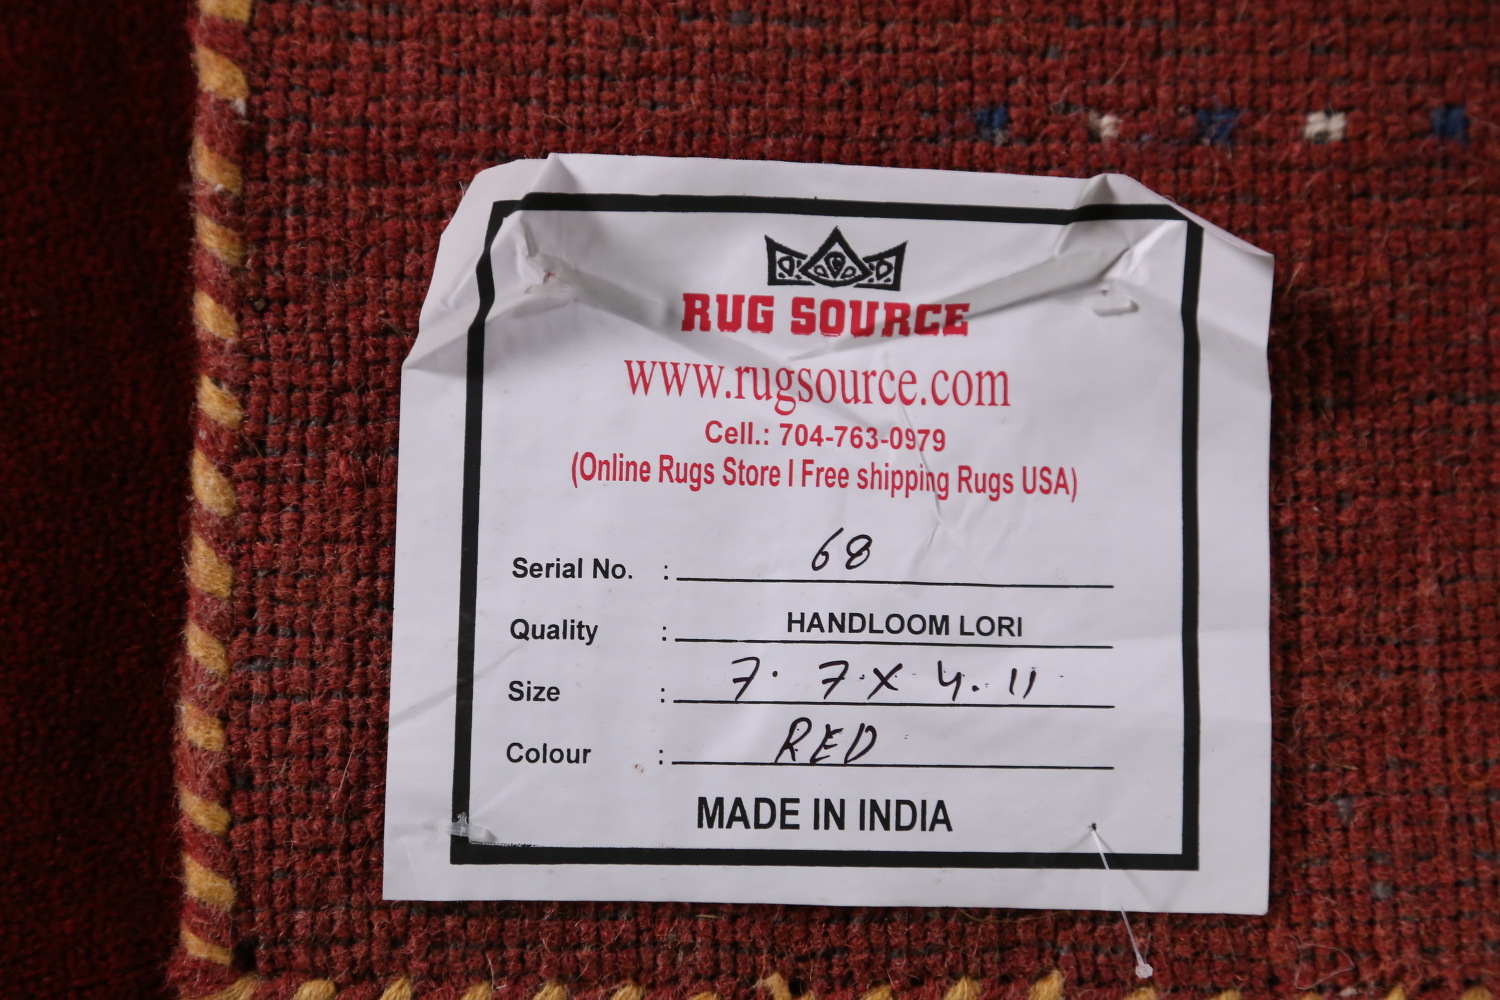 RUG SOURCE
www.rugsource.com
Cell.: 704-763-0979
(Online Rugs Store I Free shipping Rugs USA)
Serial No. : 68
Quality : HANDLOOM LORI
Size : 7. 7 X 4. 11
Colour : RED
MADE IN INDIA